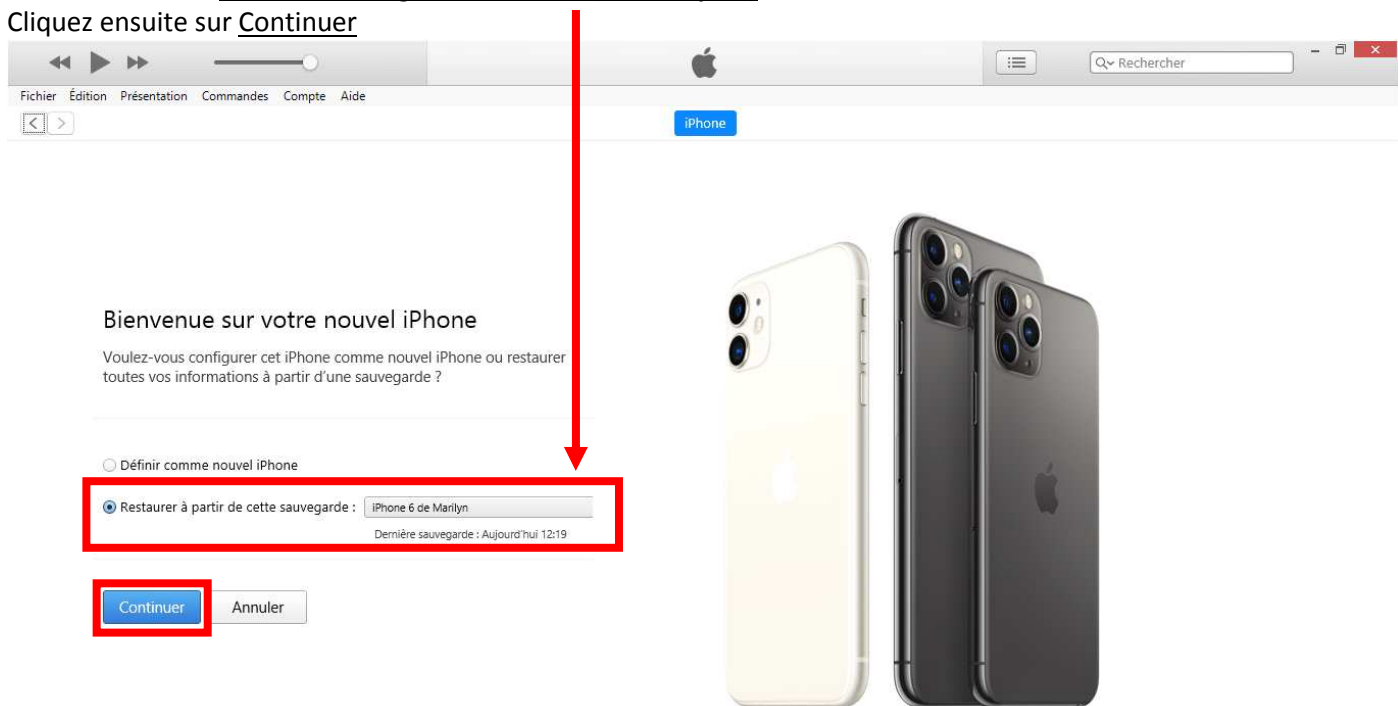 Cliquez ensuite sur Continuer
Rechercher
Fichier Édition Présentation Commandes Compte Aide
< >
iPhone
Bienvenue sur votre nouvel iPhone
Voulez-vous configurer cet iPhone comme nouvel iPhone ou restaurer
toutes vos informations à partir d'une sauvegarde ?
Définir comme nouvel iPhone
Restaurer à partir de cette sauvegarde : iPhone 6 de Marilyn
Dernière sauvegarde : Aujourd'hui 12:19
Continuer Annuler